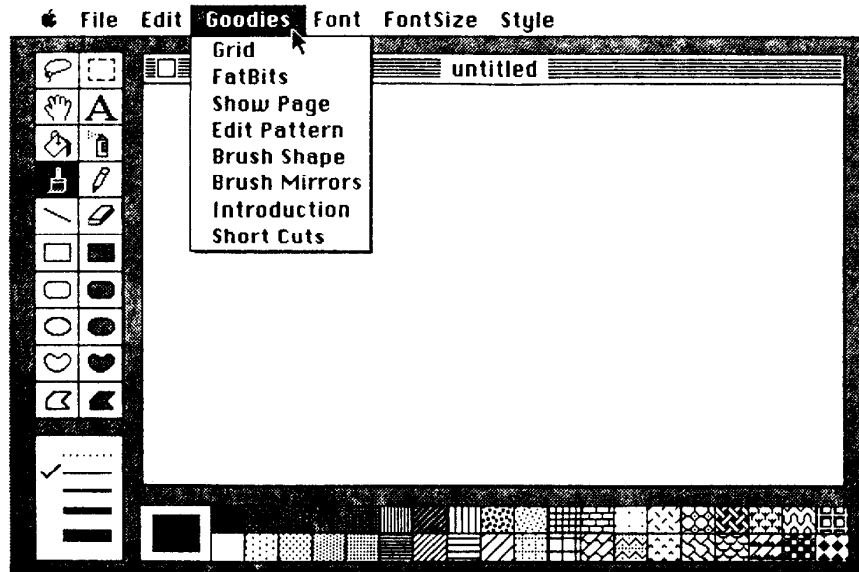 File Edit Goodies Font FontSize Style
Grid
FatBits
Show Page
Edit Pattern
Brush Shape
Brush Mirrors
Introduction
Short Cuts
untitled
A